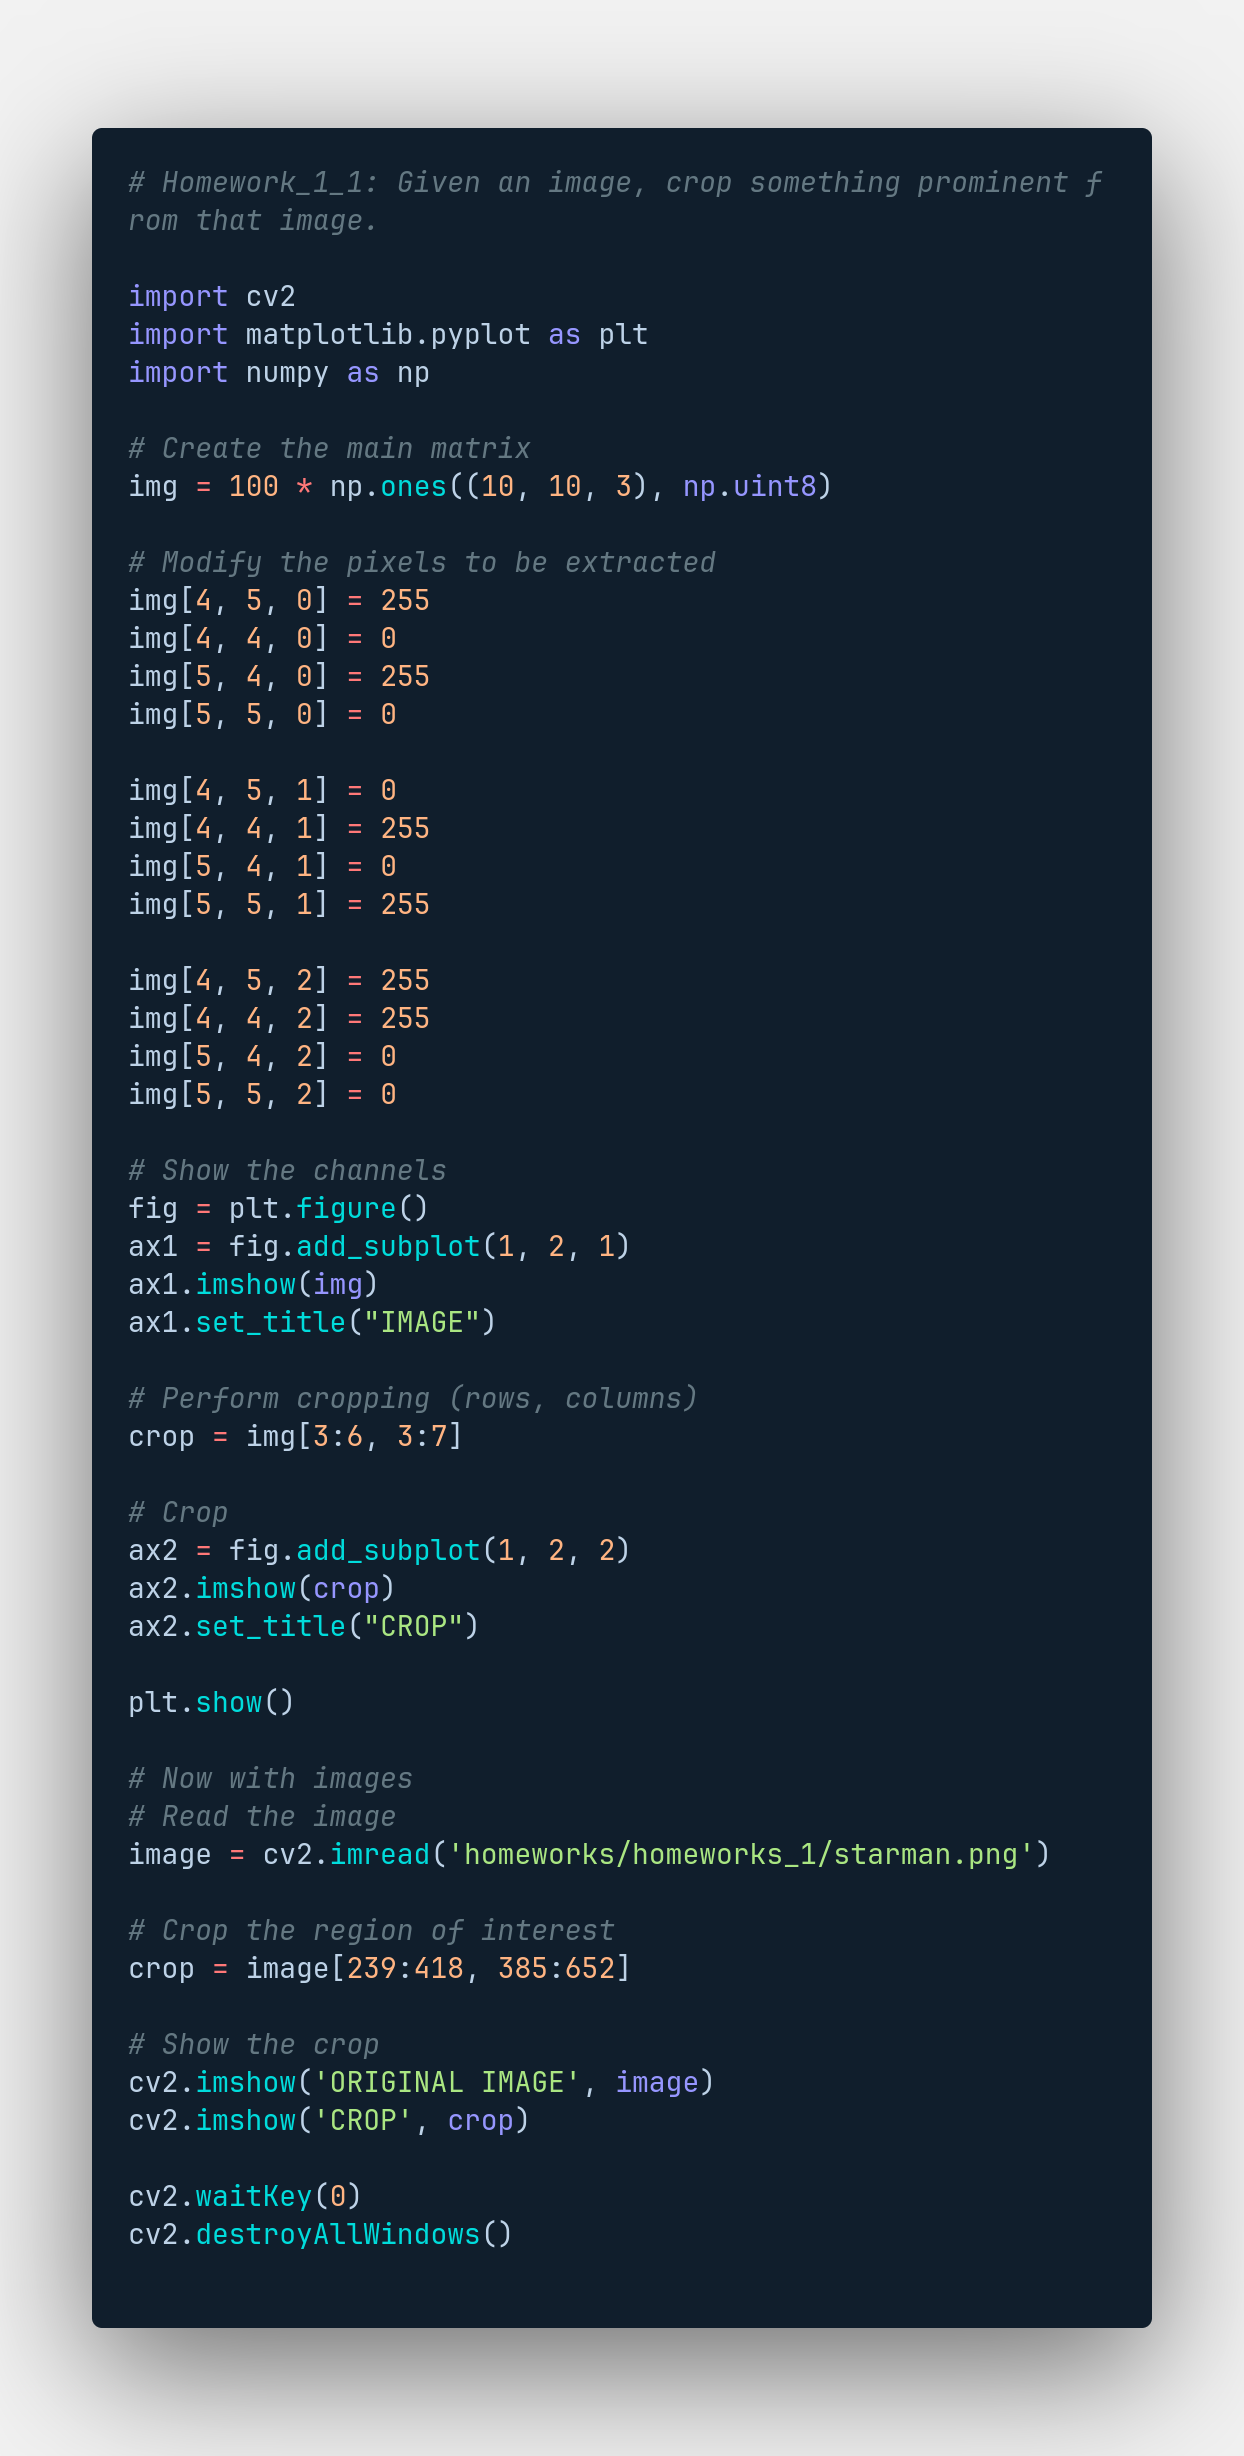 # Homework_1_1: Given an image, crop something prominent f
rom that image.

import cv2
import matplotlib.pyplot as plt
import numpy as np

# Create the main matrix
img = 100 * np.ones((10, 10, 3), np.uint8)

# Modify the pixels to be extracted
img[4, 5, 0] = 255
img[4, 4, 0] = 0
img[5, 4, 0] = 255
img[5, 5, 0] = 0

img[4, 5, 1] = 0
img[4, 4, 1] = 255
img[5, 4, 1] = 0
img[5, 5, 1] = 255

img[4, 5, 2] = 255
img[4, 4, 2] = 255
img[5, 4, 2] = 0
img[5, 5, 2] = 0

# Show the channels
fig = plt.figure()
ax1 = fig.add_subplot(1, 2, 1)
ax1.imshow(img)
ax1.set_title("IMAGE")

# Perform cropping (rows, columns)
crop = img[3:6, 3:7]

# Crop
ax2 = fig.add_subplot(1, 2, 2)
ax2.imshow(crop)
ax2.set_title("CROP")

plt.show()

# Now with images
# Read the image
image = cv2.imread('homeworks/homeworks_1/starman.png')

# Crop the region of interest
crop = image[239:418, 385:652]

# Show the crop
cv2.imshow('ORIGINAL IMAGE', image)
cv2.imshow('CROP', crop)

cv2.waitKey(0)
cv2.destroyAllWindows()